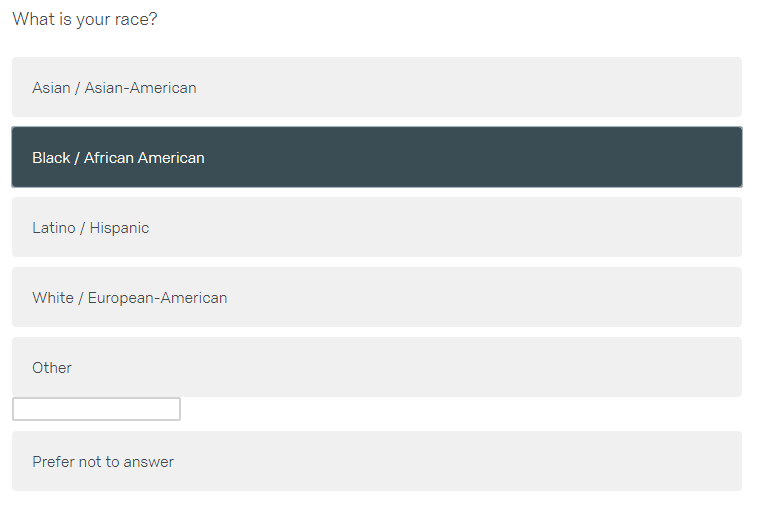 What is your race?
Asian / Asian-American
Black / African American
Latino / Hispanic
White / European-American
Other
Prefer not to answer